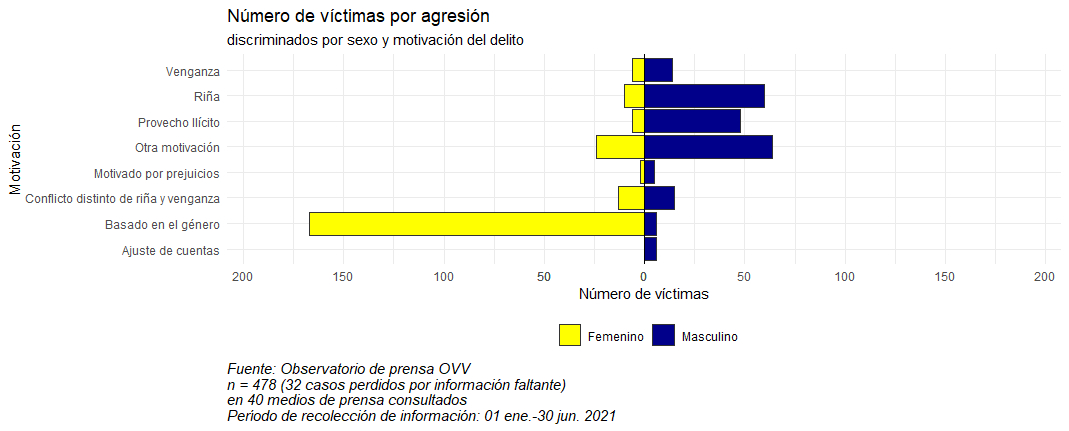 Número de víctimas por agresión
discriminados por sexo y motivación del delito
Motivación
Venganza
Riña
Provecho Ilícito
Otra motivación
Motivado por prejuicios
Conflicto distinto de riña y venganza
Basado en el género
Ajuste de cuentas
200 150 100 50 0 50 100 150 200
Número de víctimas
Femenino Masculino
Fuente: Observatorio de prensa OVV
n = 478 (32 casos perdidos por información faltante)
en 40 medios de prensa consultados
Periodo de recolección de información: 01 ene.-30 jun. 2021